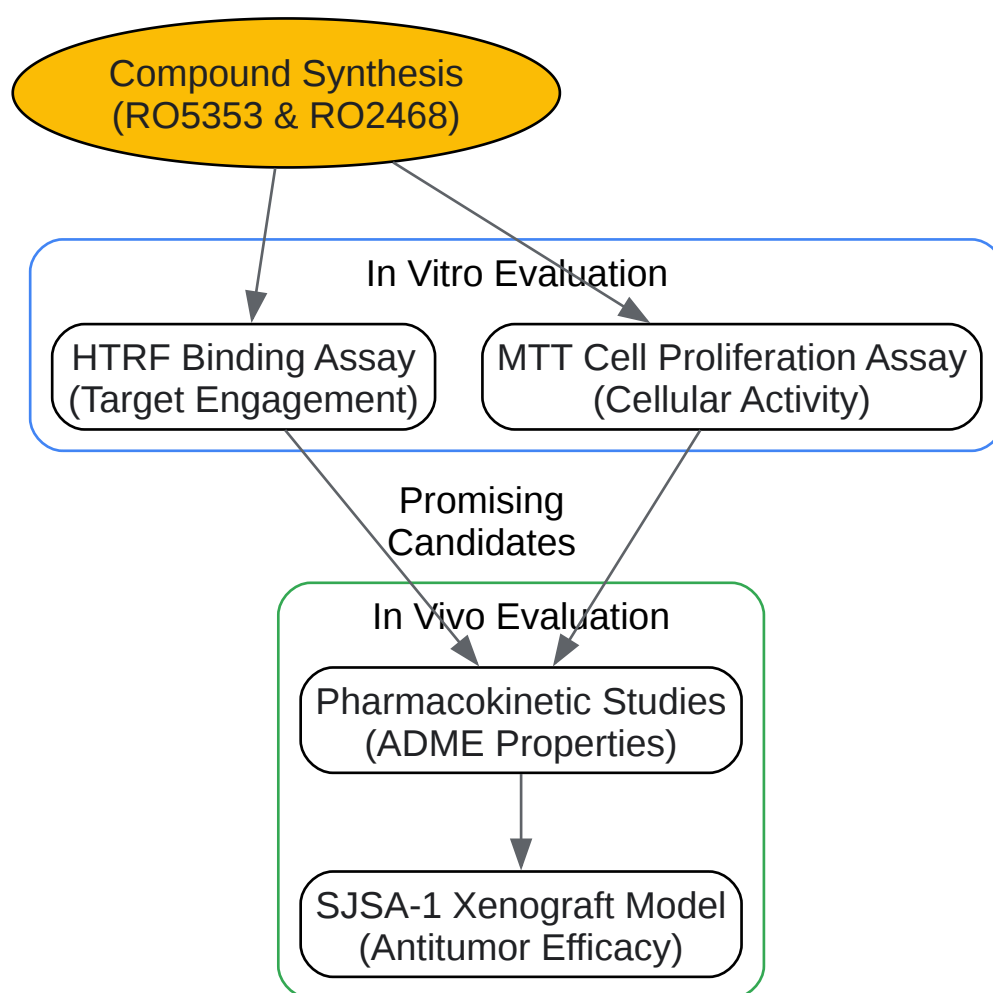 Compound Synthesis
(RO5353 & RO2468)
In Vitro Evaluation
HTRF Binding Assay
(Target Engagement)
MTT Cell Proliferation Assay
(Cellular Activity)
Promising
Candidates
In Vivo Evaluation
Pharmacokinetic Studies
(ADME Properties)
SJSA-1 Xenograft Model
(Antitumor Efficacy)